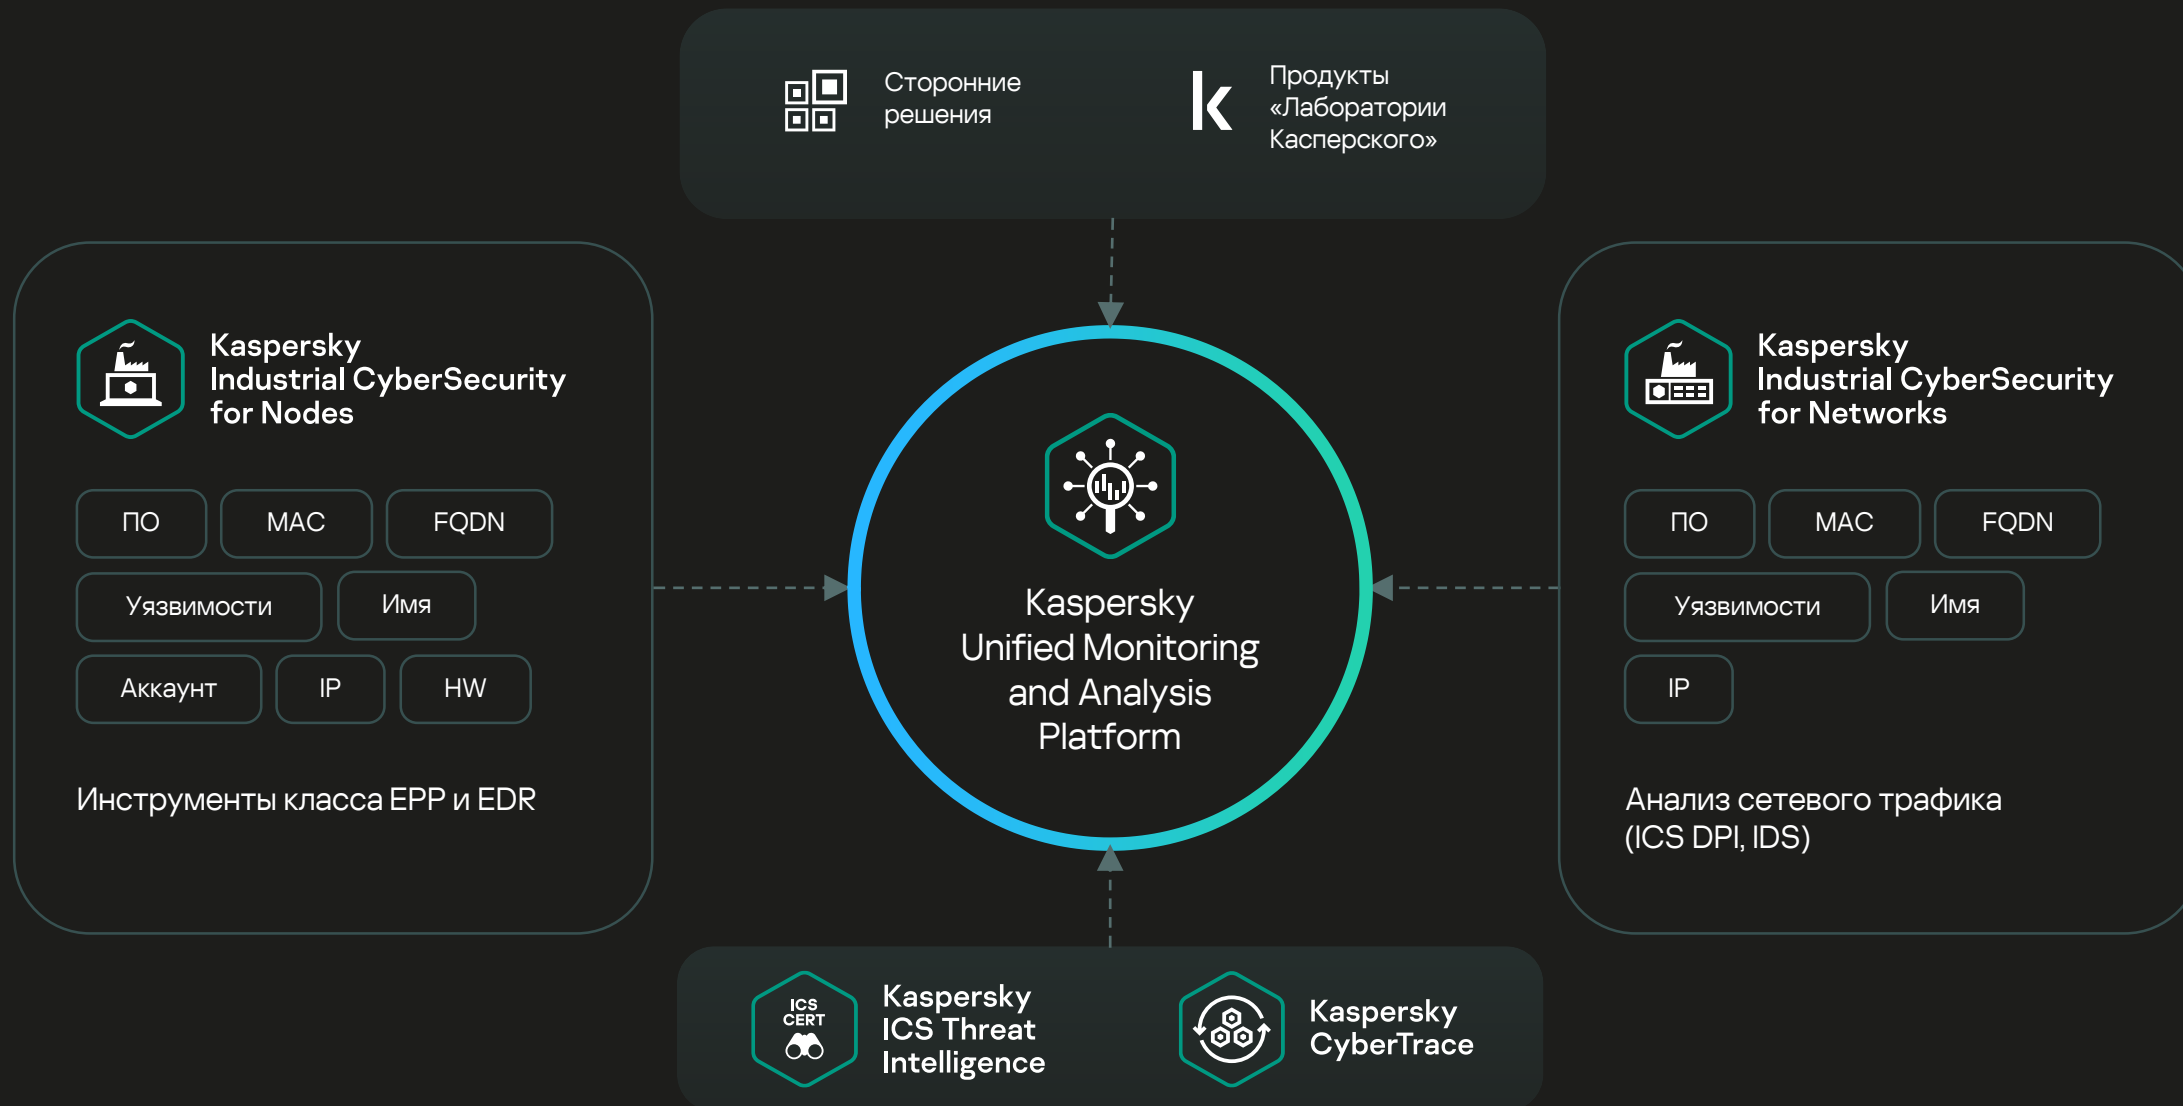 Сторонние
решения
Продукты
«Лаборатории
Касперского»
Kaspersky
Industrial CyberSecurity
for Nodes
ПО
MAC
FQDN
Уязвимости
Имя
Аккаунт
IP
HW
Инструменты класса EPP и EDR
Kaspersky
Unified Monitoring
and Analysis
Platform
Kaspersky
Industrial CyberSecurity
for Networks
ПО
MAC
FQDN
Уязвимости
Имя
IP
Анализ сетевого трафика
(ICS DPI, IDS)
ICS
CERT
Kaspersky
ICS Threat
Intelligence
Kaspersky
CyberTrace